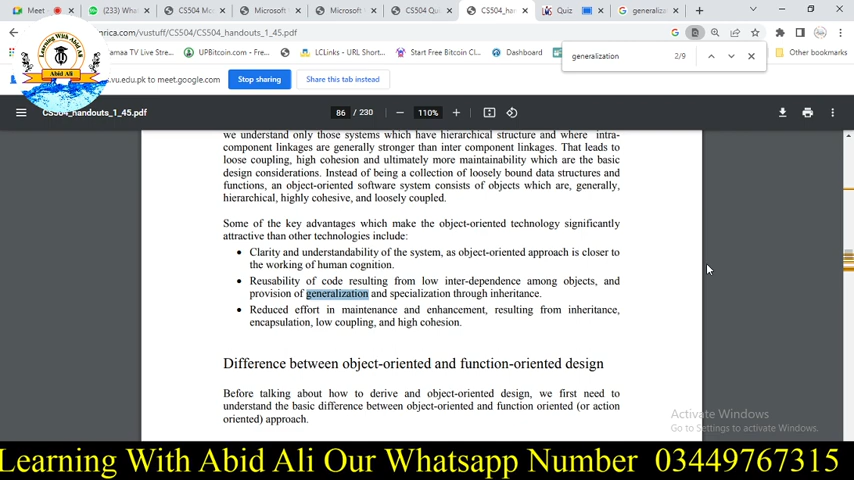 Meet
(233) Wha
CS504 Mc
Microsoft
Microsoft
CS504 Qu
CS504_han
Quiz
generaliz
nrica.com/vustuff/CS504/CS504_handouts_1_45.pdf
amaa TV Live Stre...
UPBitcoin.com - Fre...
LCLinks - URL Short...
Start Free Bitcoin Cl...
Dashboard
Other bookmarks
generalization 2/9
.vu.edu.pk to meet.google.com
Stop sharing
Share this tab instead
Learning With Abid Ali
Abid Ali
CS504_handouts_1_45.pdf
86 / 230
110%
we understand only those systems which have hierarchical structure and where intra-
component linkages are generally stronger than inter component linkages. That leads to
loose coupling, high cohesion and ultimately more maintainability which are the basic
design considerations. Instead of being a collection of loosely bound data structures and
functions, an object-oriented software system consists of objects which are, generally,
hierarchical, highly cohesive, and loosely coupled.
Some of the key advantages which make the object-oriented technology significantly
attractive than other technologies include:
• Clarity and understandability of the system, as object-oriented approach is closer to
the working of human cognition.
• Reusability of code resulting from low inter-dependence among objects, and
provision of generalization and specialization through inheritance.
• Reduced effort in maintenance and enhancement, resulting from inheritance,
encapsulation, low coupling, and high cohesion.
Difference between object-oriented and function-oriented design
Before talking about how to derive and object-oriented design, we first need to
understand the basic difference between object-oriented and function oriented (or action
oriented) approach.
Activate Windows
Go to Settings to activate Windows.
Learning With Abid Ali Our Whatsapp Number 03449767315